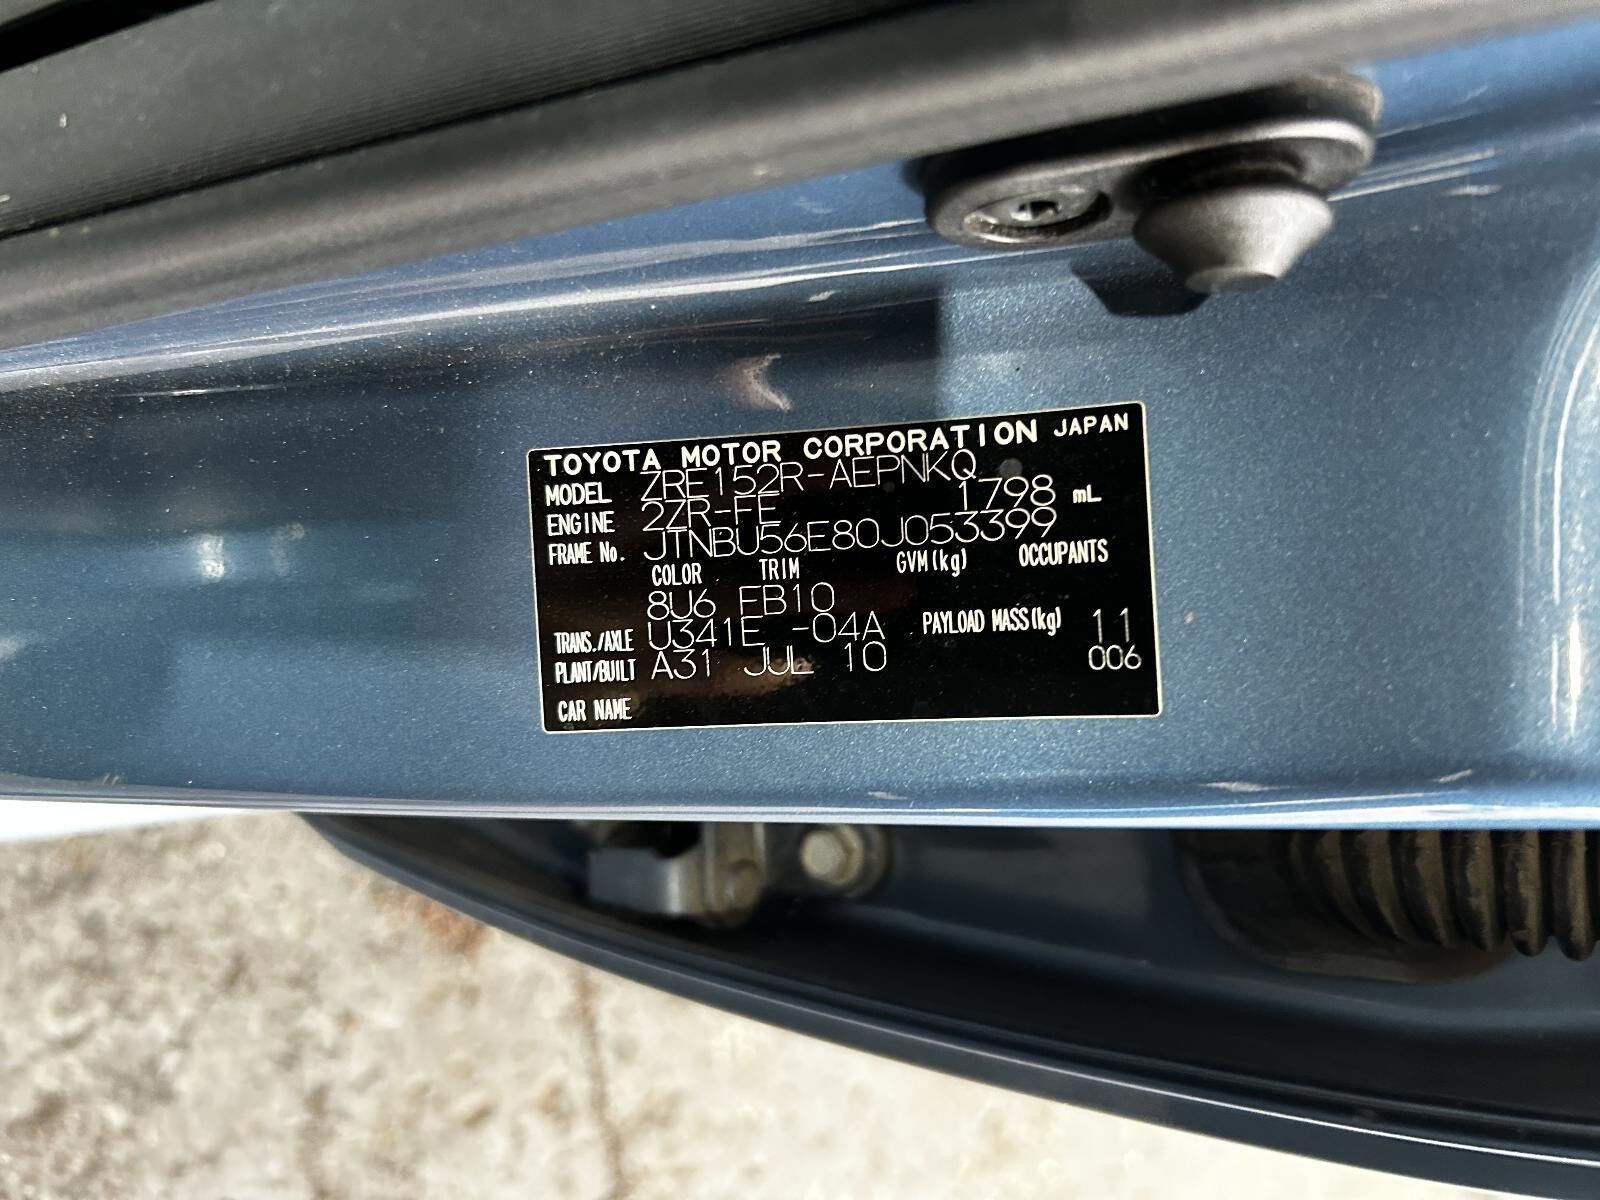 TOYOTA MOTOR CORPORATION JAPAN
MODEL ZRE152R-AEPNKQ
ENGINE 2ZR-FE 1798 mL
FRAME No. JTNBU56E80J053399
COLOR TRIM GVM(kg) OCCUPANTS
8U6 FB10
TRANS./AXLE U341E -04A PAYLOAD MASS(kg) 11
PLANT/BUILT A31 JUL 10 006
CAR NAME